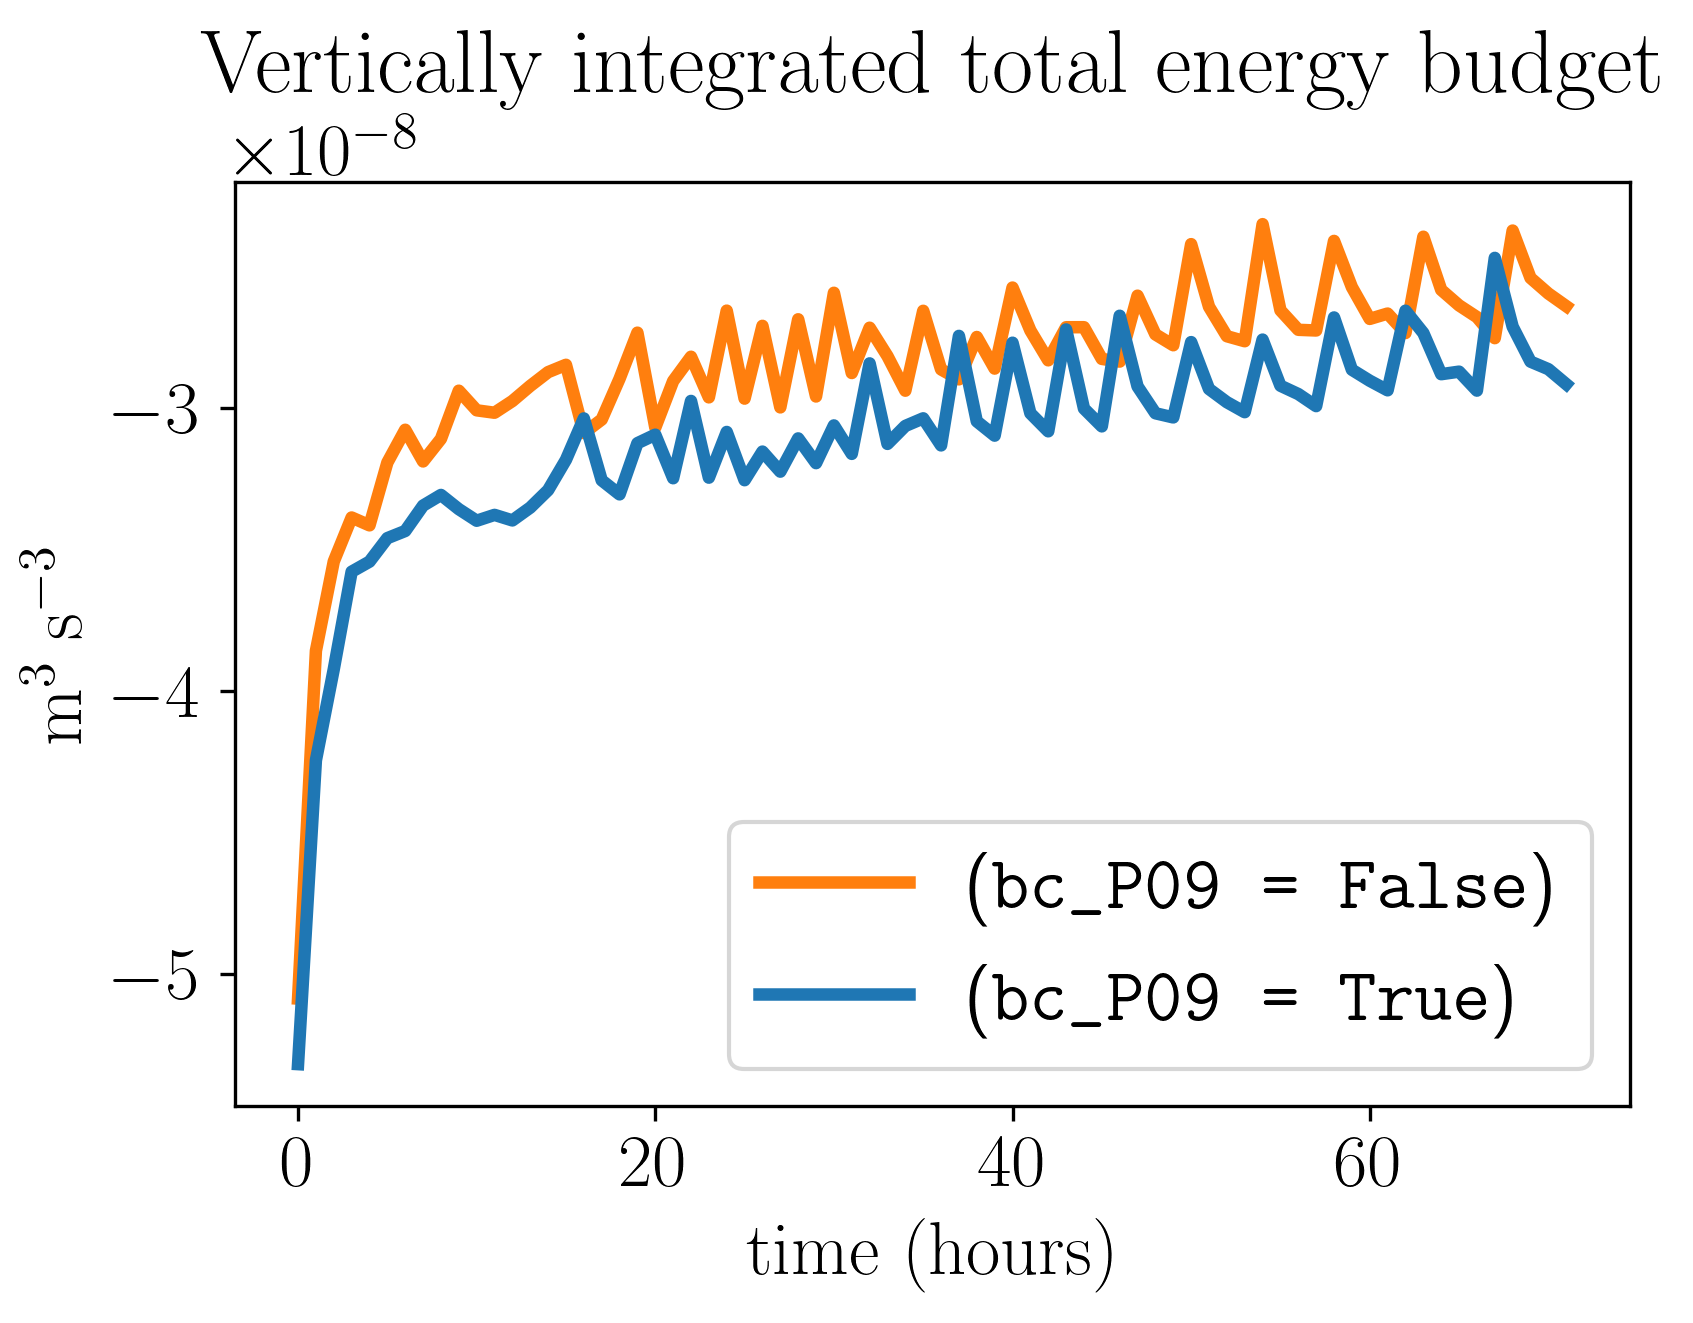 Vertically integrated total energy budget
×10⁻⁸
−3
−4
−5
m³ s⁻³
0 20 40 60
time (hours)
(bc_P09 = False)
(bc_P09 = True)